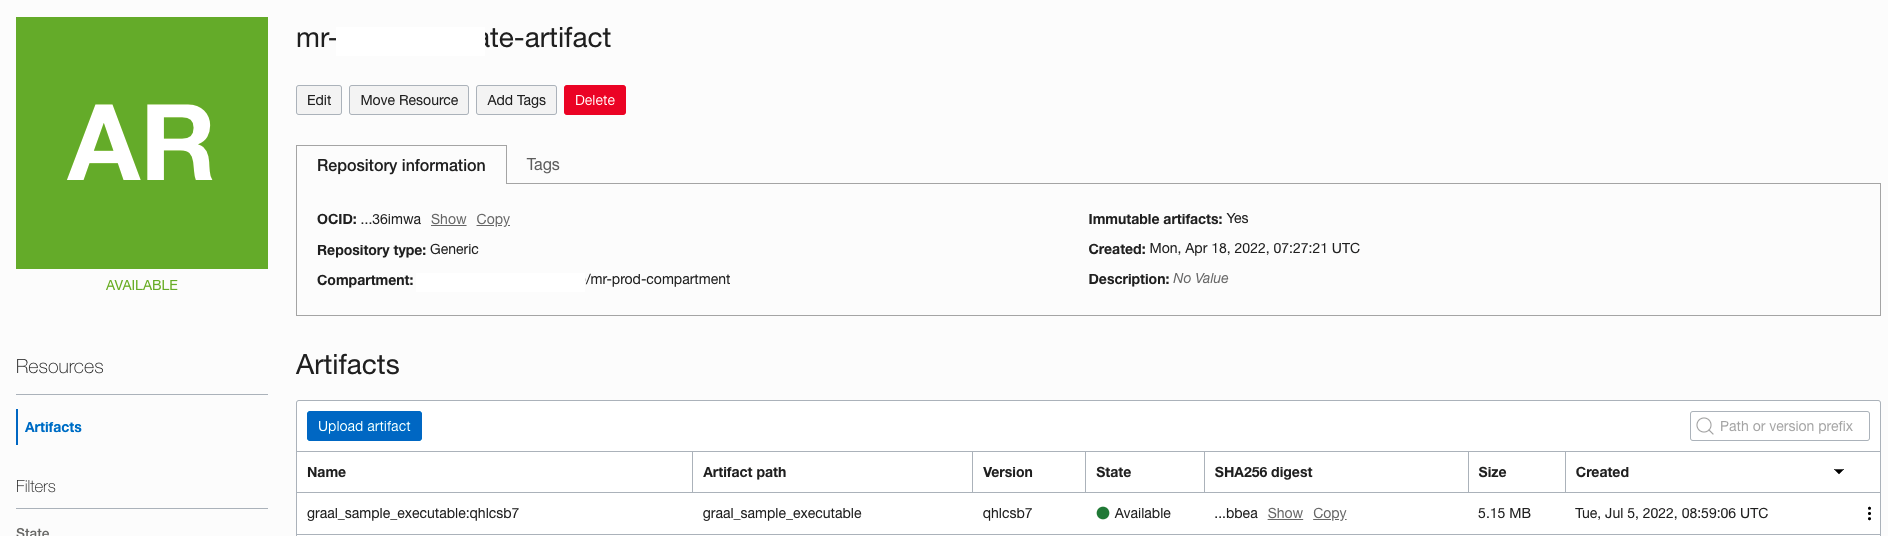 AR
AVAILABLE
mr- ate-artifact
Edit Move Resource Add Tags Delete
Repository information Tags
OCID: ...36imwa Show Copy
Repository type: Generic
Compartment: /mr-prod-compartment
Immutable artifacts: Yes
Created: Mon, Apr 18, 2022, 07:27:21 UTC
Description: No Value
Resources
Artifacts
Filters
State
Artifacts
Upload artifact Path or version prefix
Name Artifact path Version State SHA256 digest Size Created
graal_sample_executable:qhlcsb7 graal_sample_executable qhlcsb7 Available ...bbea Show Copy 5.15 MB Tue, Jul 5, 2022, 08:59:06 UTC